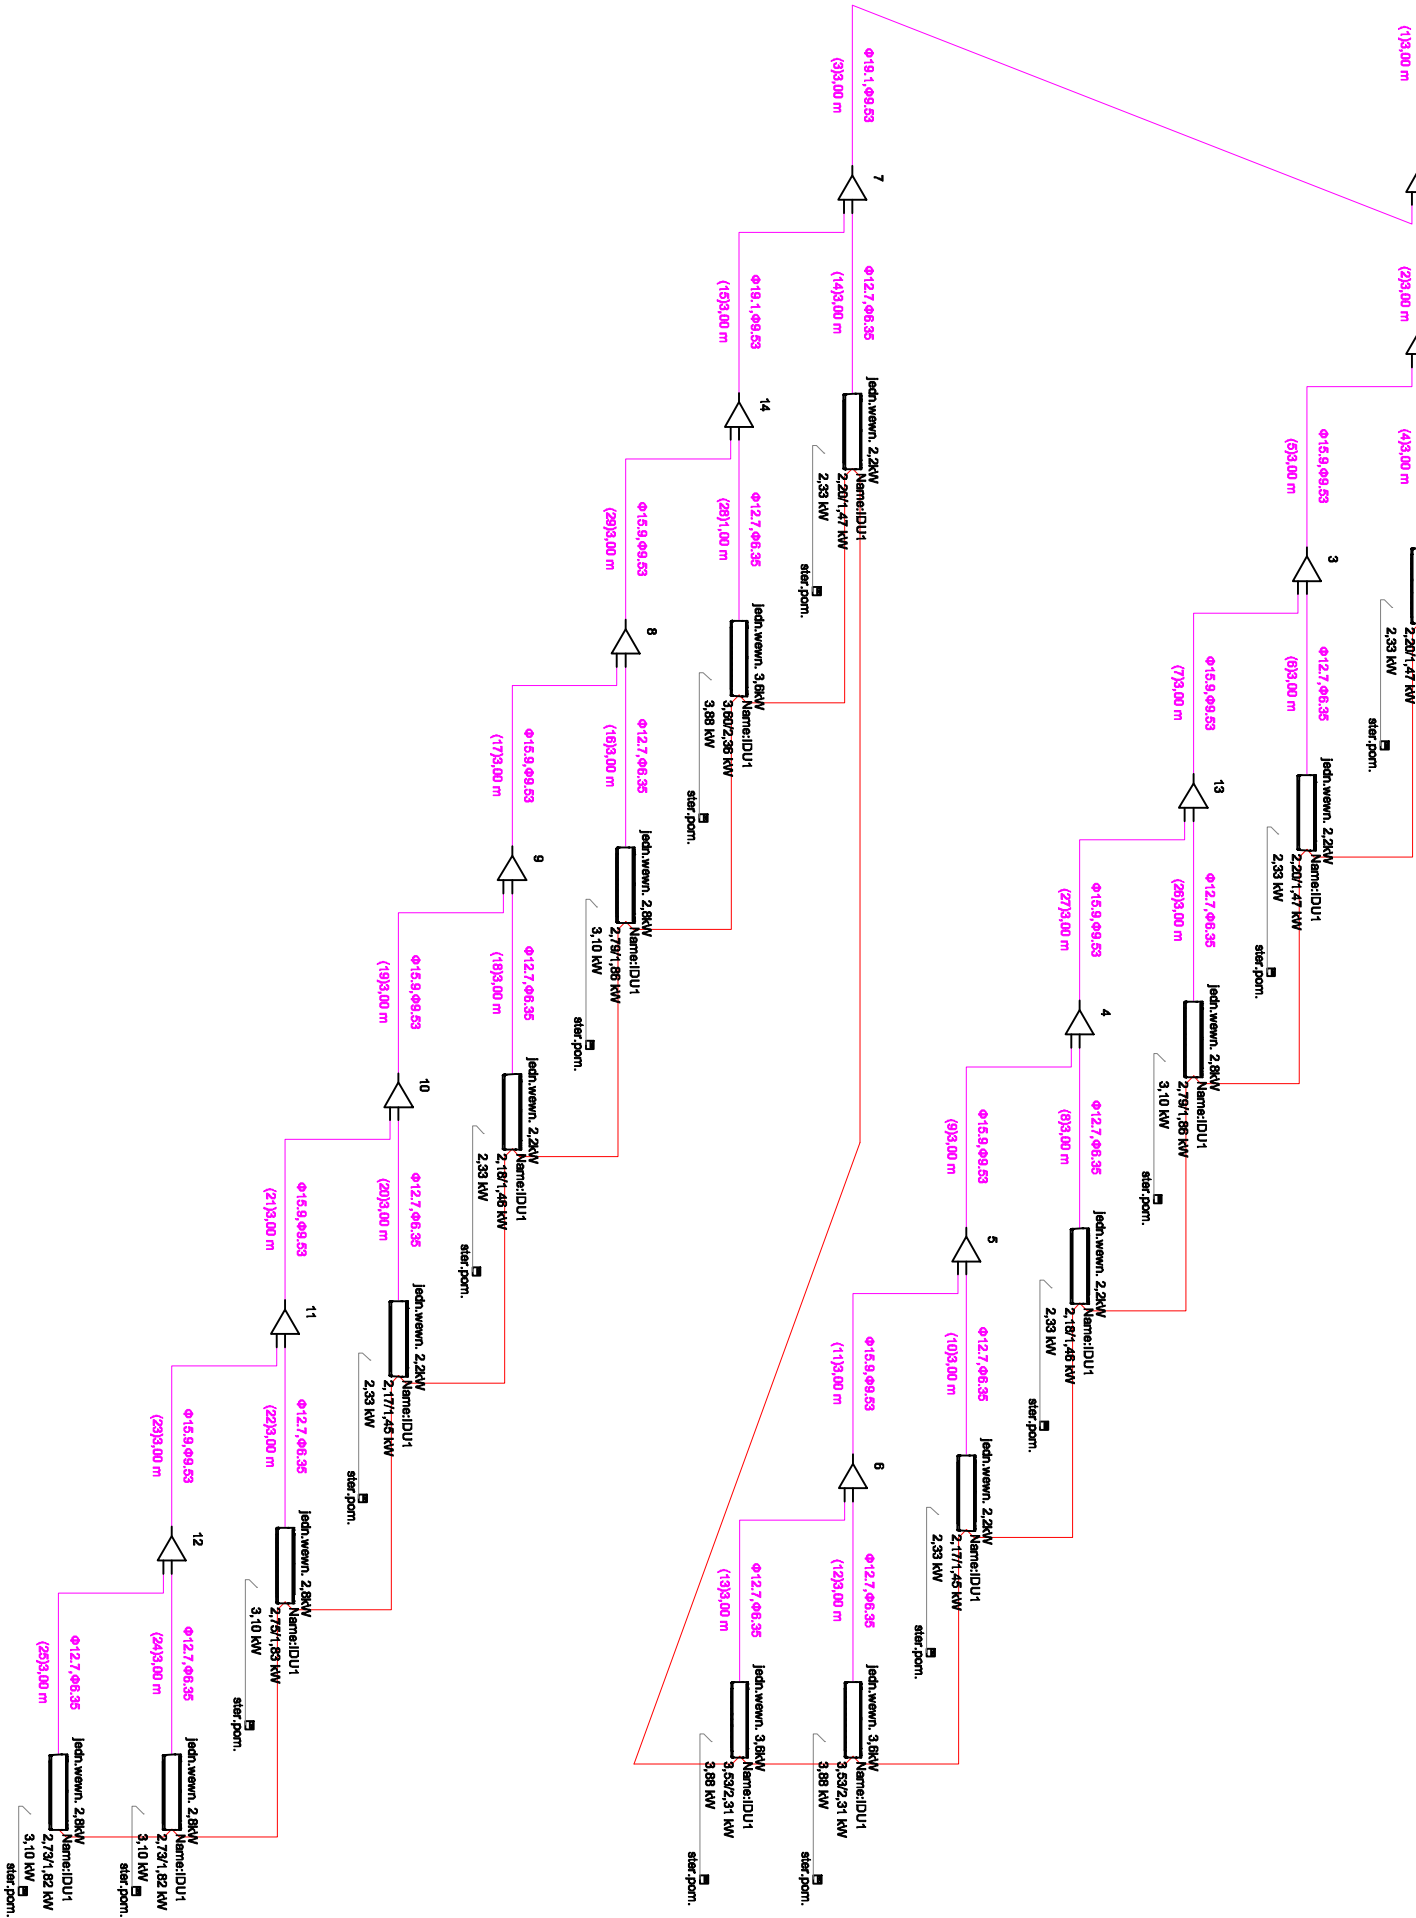 (1)3,00 m
(2)3,00 m
(4)3,00 m
2,20/1,47 kW
2,33 kW
ster.pom.
Φ15.9,Φ9.53
(5)3,00 m
3
Φ12.7,Φ6.35
(6)3,00 m
jedn.wewn. 2,2kW
Name:IDU1
2,20/1,47 kW
2,33 kW
ster.pom.
Φ15.9,Φ9.53
(7)3,00 m
13
Φ12.7,Φ6.35
(26)3,00 m
jedn.wewn. 2,8kW
Name:IDU1
2,79/1,86 kW
3,10 kW
ster.pom.
Φ15.9,Φ9.53
(27)3,00 m
4
Φ12.7,Φ6.35
(8)3,00 m
jedn.wewn. 2,2kW
Name:IDU1
2,18/1,46 kW
2,33 kW
ster.pom.
Φ15.9,Φ9.53
(9)3,00 m
5
Φ12.7,Φ6.35
(10)3,00 m
jedn.wewn. 2,2kW
Name:IDU1
2,17/1,45 kW
2,33 kW
ster.pom.
Φ15.9,Φ9.53
(11)3,00 m
6
Φ12.7,Φ6.35
(12)3,00 m
jedn.wewn. 3,6kW
Name:IDU1
3,53/2,31 kW
3,88 kW
ster.pom.
Φ12.7,Φ6.35
(13)3,00 m
jedn.wewn. 3,6kW
Name:IDU1
3,53/2,31 kW
3,88 kW
ster.pom.
Φ19.1,Φ9.53
(3)3,00 m
7
Φ12.7,Φ6.35
(14)3,00 m
jedn.wewn. 2,2kW
Name:IDU1
2,20/1,47 kW
2,33 kW
ster.pom.
Φ19.1,Φ9.53
(15)3,00 m
14
Φ12.7,Φ6.35
(28)1,00 m
jedn.wewn. 3,6kW
Name:IDU1
3,60/2,36 kW
3,88 kW
ster.pom.
Φ15.9,Φ9.53
(29)3,00 m
8
Φ12.7,Φ6.35
(16)3,00 m
jedn.wewn. 2,8kW
Name:IDU1
2,79/1,86 kW
3,10 kW
ster.pom.
Φ15.9,Φ9.53
(17)3,00 m
9
Φ12.7,Φ6.35
(18)3,00 m
jedn.wewn. 2,2kW
Name:IDU1
2,18/1,46 kW
2,33 kW
ster.pom.
Φ15.9,Φ9.53
(19)3,00 m
10
Φ12.7,Φ6.35
(20)3,00 m
jedn.wewn. 2,2kW
Name:IDU1
2,17/1,45 kW
2,33 kW
ster.pom.
Φ15.9,Φ9.53
(21)3,00 m
11
Φ12.7,Φ6.35
(22)3,00 m
jedn.wewn. 2,8kW
Name:IDU1
2,75/1,83 kW
3,10 kW
ster.pom.
Φ15.9,Φ9.53
(23)3,00 m
12
Φ12.7,Φ6.35
(24)3,00 m
jedn.wewn. 2,8kW
Name:IDU1
2,73/1,82 kW
3,10 kW
ster.pom.
Φ12.7,Φ6.35
(25)3,00 m
jedn.wewn. 2,8kW
Name:IDU1
2,73/1,82 kW
3,10 kW
ster.pom.